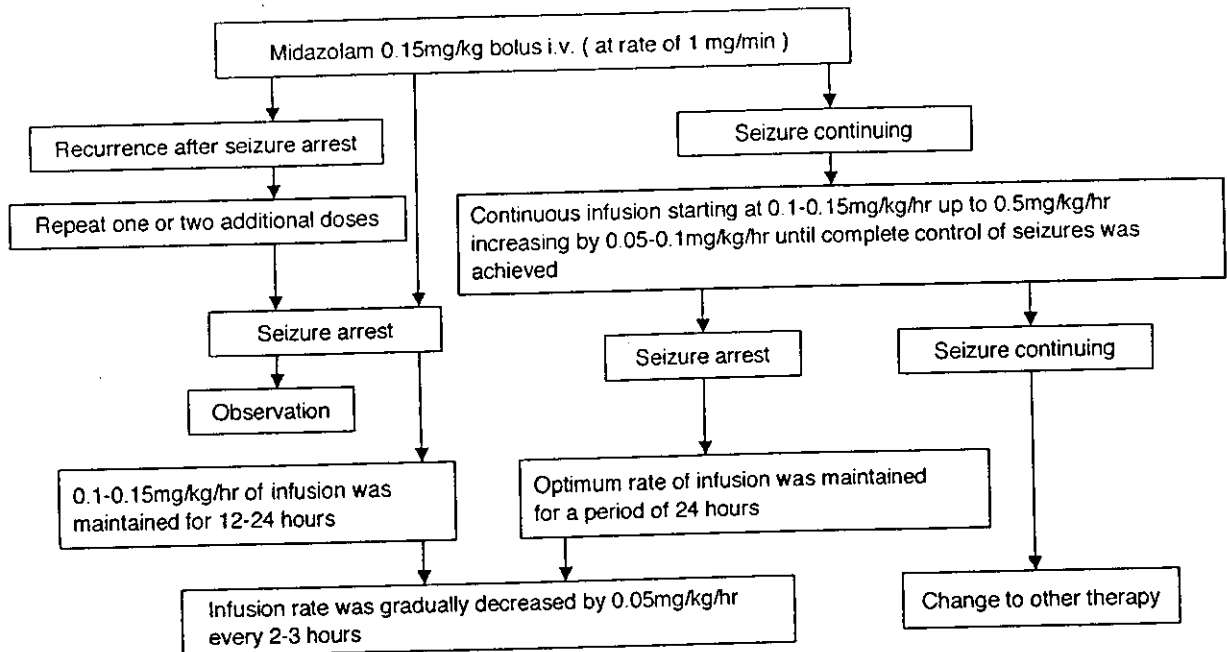 Midazolam 0.15mg/kg bolus i.v. ( at rate of 1 mg/min )
Recurrence after seizure arrest
Seizure continuing
Repeat one or two additional doses
Continuous infusion starting at 0.1-0.15mg/kg/hr up to 0.5mg/kg/hr
increasing by 0.05-0.1mg/kg/hr until complete control of seizures was
achieved
Seizure arrest
Seizure arrest
Seizure continuing
Observation
0.1-0.15mg/kg/hr of infusion was
maintained for 12-24 hours
Optimum rate of infusion was maintained
for a period of 24 hours
Infusion rate was gradually decreased by 0.05mg/kg/hr
every 2-3 hours
Change to other therapy